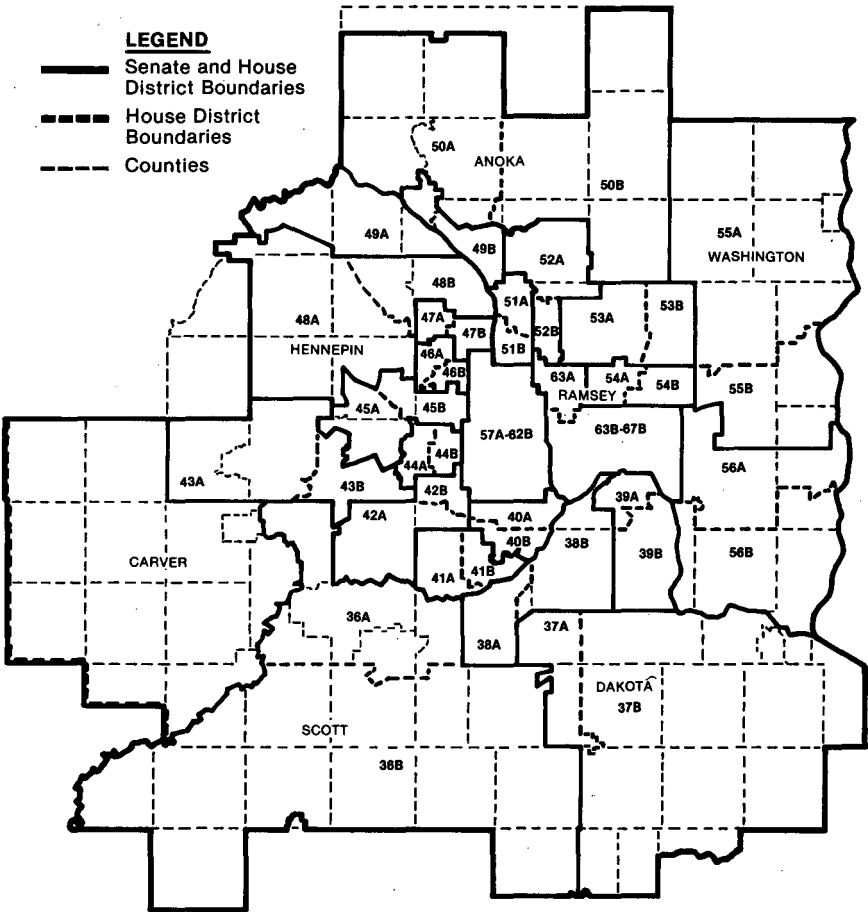 LEGEND
Senate and House
District Boundaries
House District
Boundaries
Counties
50A
ANOKA
50B
49A
49B
52A
55A
WASHINGTON
48B
48A
51A
53A
53B
47A
47B
52B
51B
HENNEPIN
46A
46B
63A
54A
54B
55B
RAMSEY
45A
45B
57A-62B
63B-67B
44B
44A
56A
43A
43B
42B
39A
42A
40A
40B
38B
39B
56B
CARVER
41A
41B
36A
37A
38A
DAKOTA
37B
SCOTT
36B